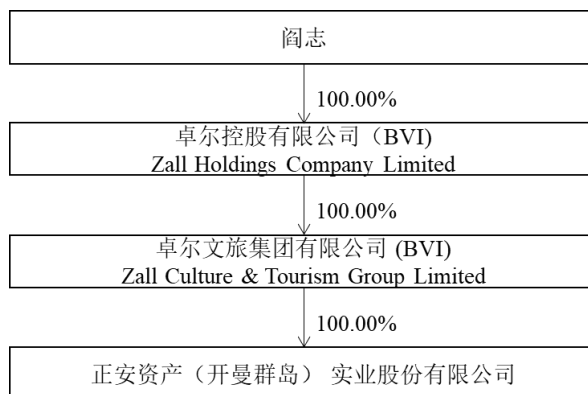 阎志
100.00%
卓尔控股有限公司（BVI)
Zall Holdings Company Limited
100.00%
卓尔文旅集团有限公司 (BVI)
Zall Culture & Tourism Group Limited
100.00%
正安资产（开曼群岛） 实业股份有限公司